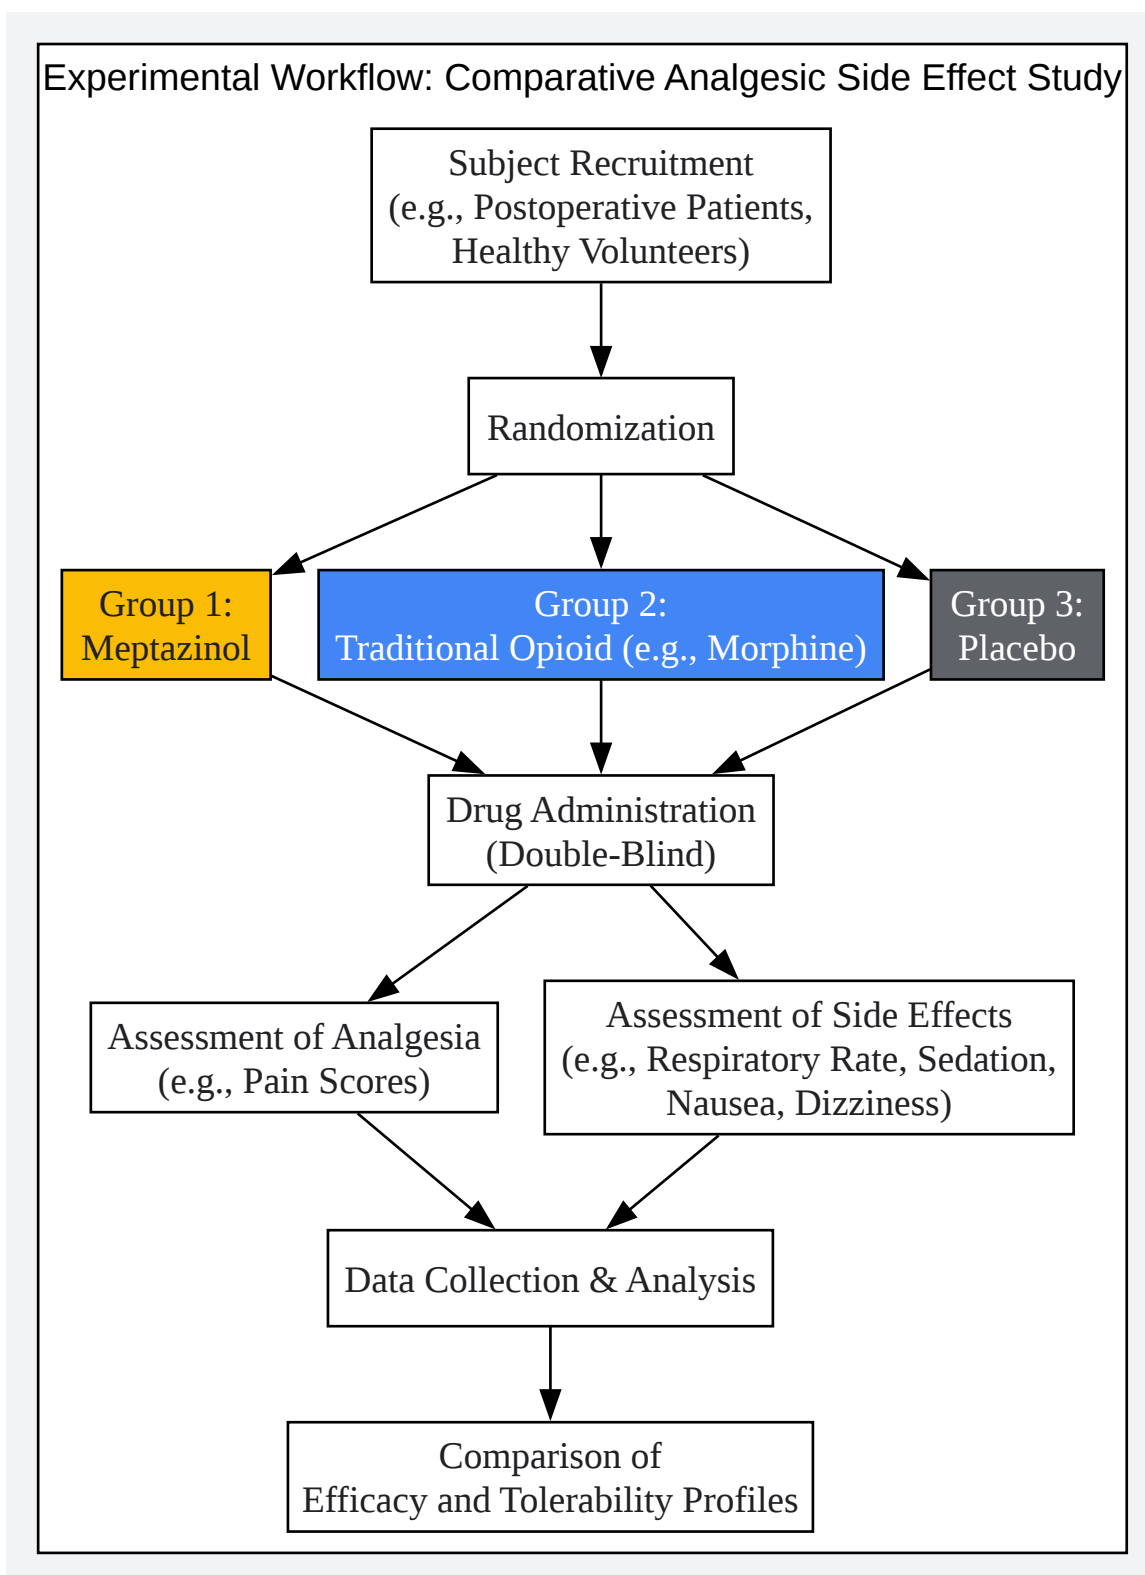 Experimental Workflow: Comparative Analgesic Side Effect Study
Subject Recruitment
(e.g., Postoperative Patients,
Healthy Volunteers)
Randomization
Group 1:
Meptazinol
Group 2:
Traditional Opioid (e.g., Morphine)
Group 3:
Placebo
Drug Administration
(Double-Blind)
Assessment of Analgesia
(e.g., Pain Scores)
Assessment of Side Effects
(e.g., Respiratory Rate, Sedation,
Nausea, Dizziness)
Data Collection & Analysis
Comparison of
Efficacy and Tolerability Profiles